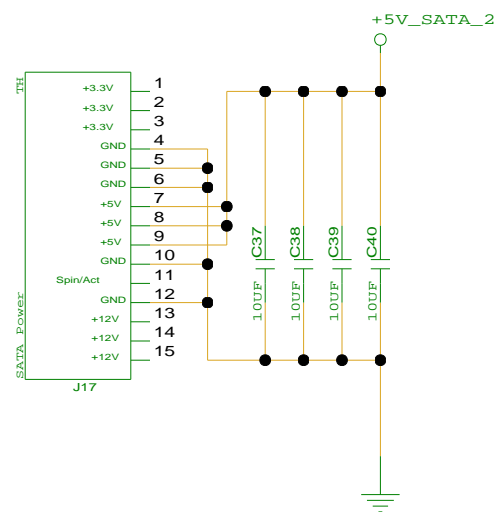 +5V_SATA_2
TH
+3.3V 1
+3.3V 2
+3.3V 3
GND 4
GND 5
GND 6
+5V 7
+5V 8
+5V 9
GND 10
Spin/Act 11
GND 12
+12V 13
+12V 14
+12V 15
SATA Power
J17
C37
10UF
C38
10UF
C39
10UF
C40
10UF